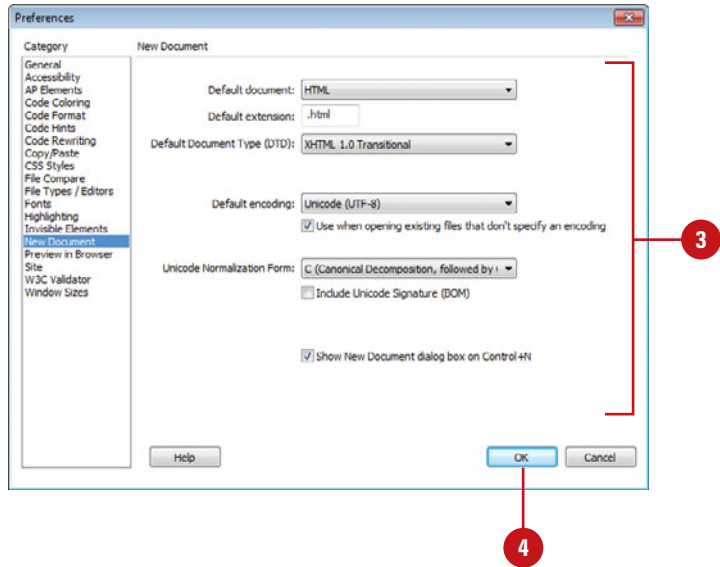 Preferences
Category
New Document
General
Accessibility
AP Elements
Code Coloring
Code Format
Code Hints
Code Rewriting
Copy/Paste
CSS Styles
File Compare
File Types / Editors
Fonts
Highlighting
Invisible Elements
New Document
Preview in Browser
Site
W3C Validator
Window Sizes
Default document: HTML
Default extension: .html
Default Document Type (DTD): XHTML 1.0 Transitional
Default encoding: Unicode (UTF-8)
Use when opening existing files that don't specify an encoding
Unicode Normalization Form: C (Canonical Decomposition, followed by
Include Unicode Signature (BOM)
Show New Document dialog box on Control+N
3
Help
OK
Cancel
4